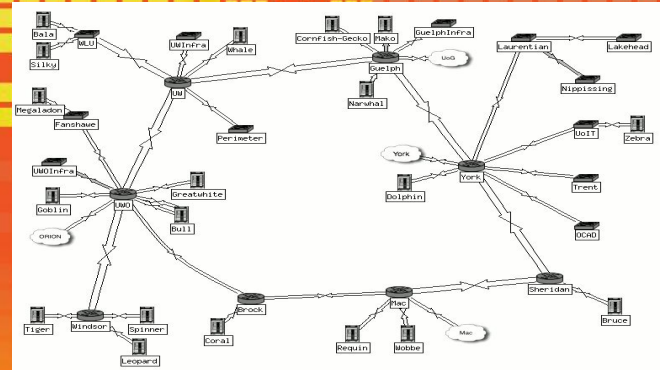 Bala
WLU
Silky
UWInfra
Whale
UW
Cornfish-Gecko
Mako
GuelphInfra
UoG
Guelph
Narwhal
Laurentian
Lakehead
Nippissing
Megaladon
Fanshawe
Perimeter
UoIT
Zebra
York
York
Dolphin
Trent
OCAD
UWOInfra
Goblin
Greatwhite
UWO
Bull
ORION
Sheridan
Bruce
Brock
Coral
Mac
Requin
Wobbe
Mac
Tiger
Windsor
Spinner
Leopard